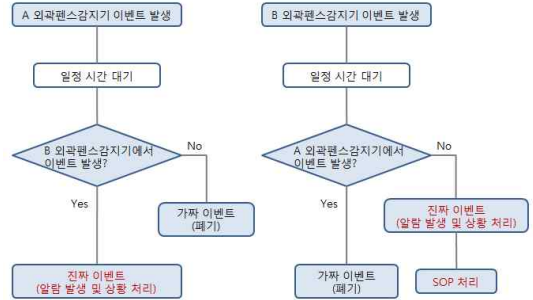 A 외곽펜스감지기 이벤트 발생
일정 시간 대기
B 외곽펜스감지기에서
이벤트 발생?
No
Yes
가짜 이벤트
(폐기)
진짜 이벤트
(알람 발생 및 상황 처리)
B 외곽펜스감지기 이벤트 발생
일정 시간 대기
A 외곽펜스감지기에서
이벤트 발생?
No
Yes
진짜 이벤트
(알람 발생 및 상황 처리)
가짜 이벤트
(폐기)
SOP 처리